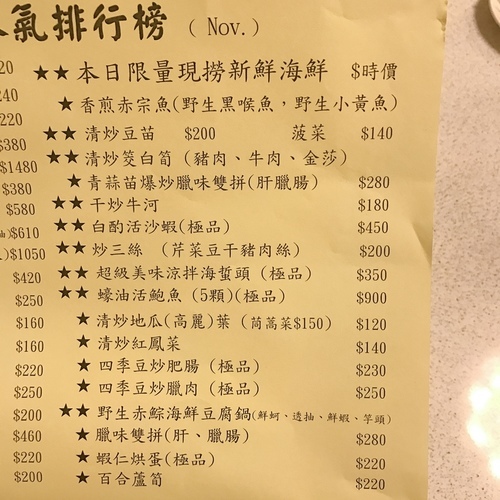 氣排行榜 (Nov.)
20 ★★本日限量現撈新鮮海鮮 $時價
240 ★香煎赤宗魚(野生黑喉魚,野生小黃魚)
220 ★★清炒豆苗 $200 菠菜 $140
$380 ★★清炒筊白筍 (豬肉、牛肉、金莎)
$1480 ★青蒜苗爆炒臘味雙拼(肝臘腸) $280
$380 ★★干炒牛河 $180
$580 ★★白酌活沙蝦(極品) $450
)$610 ★★炒三絲 (芹菜豆干豬肉絲) $200
)$1050 ★★超級美味涼拌海蜇頭 (極品) $350
$420 ★★蠔油活鮑魚 (5顆)(極品) $900
$250 ★清炒地瓜(高麗)葉 (茼蒿菜$150) $120
$160 ★清炒紅鳳菜 $140
$160 ★四季豆炒肥腸 (極品) $230
$220 ★四季豆炒臘肉 (極品) $250
$250 ★★野生赤鯮海鮮豆腐鍋(鮮蚵、透抽、鮮蝦、芋頭)
$200 ★臘味雙拼(肝、臘腸) $280
$460 ★蝦仁烘蛋(極品) $220
$220 ★百合蘆筍 $220
$200